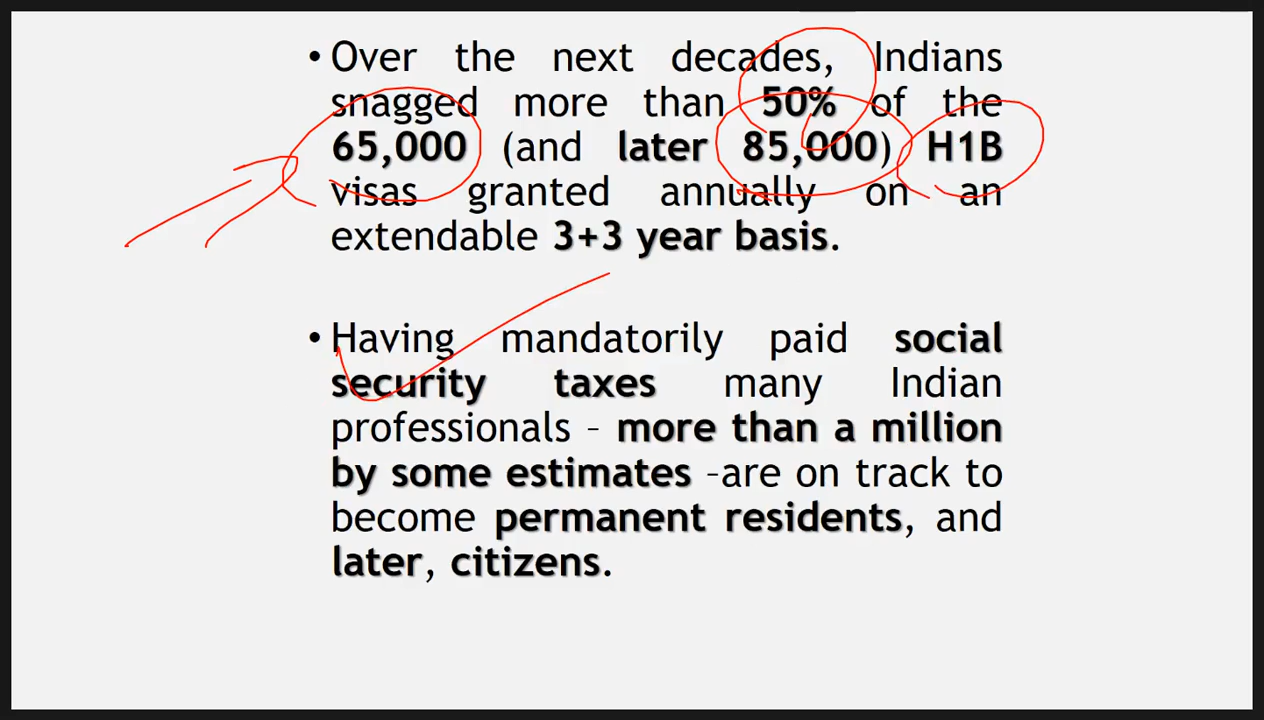 • Over the next decades, Indians
snagged more than 50% of the
65,000 (and later 85,000) H1B
visas granted annually on an
extendable 3+3 year basis.
• Having mandatorily paid social
security taxes many Indian
professionals – more than a million
by some estimates –are on track to
become permanent residents, and
later, citizens.